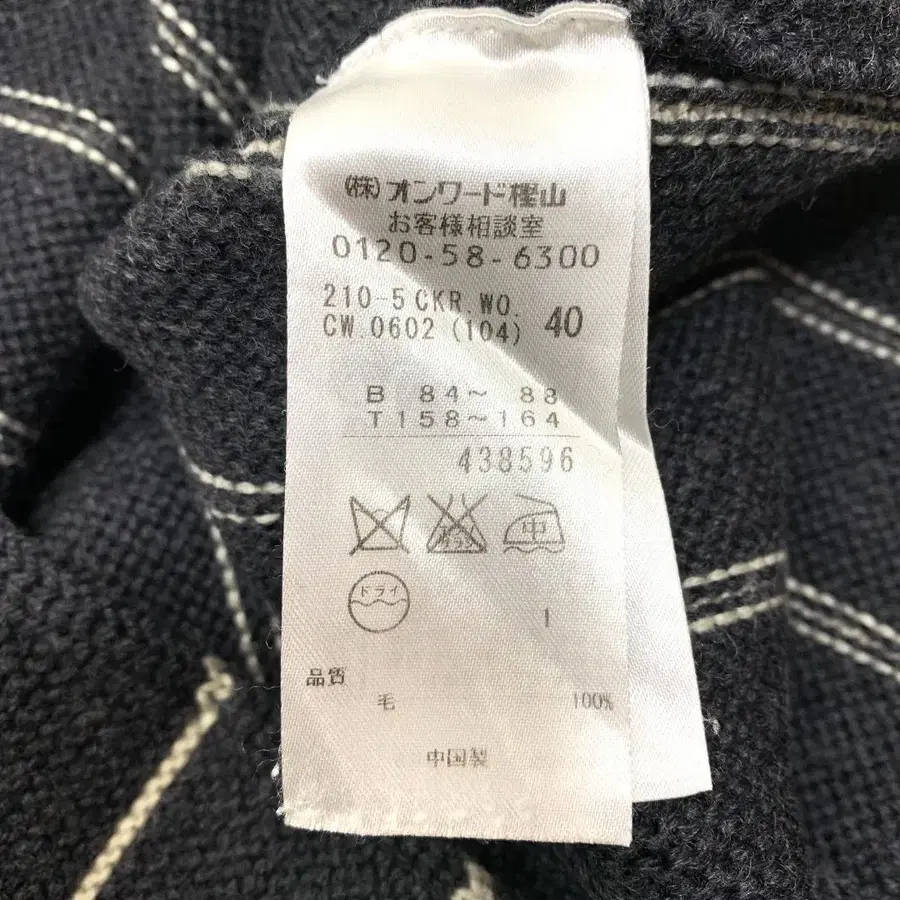 (株)オンワード樫山
お客様相談室
0120-58-6300
210-5CKR.WO.
CW.0602 (104) 40
B 84～ 88
T158～164
438596
中
ドライ
1
品質
毛 100%
中国製